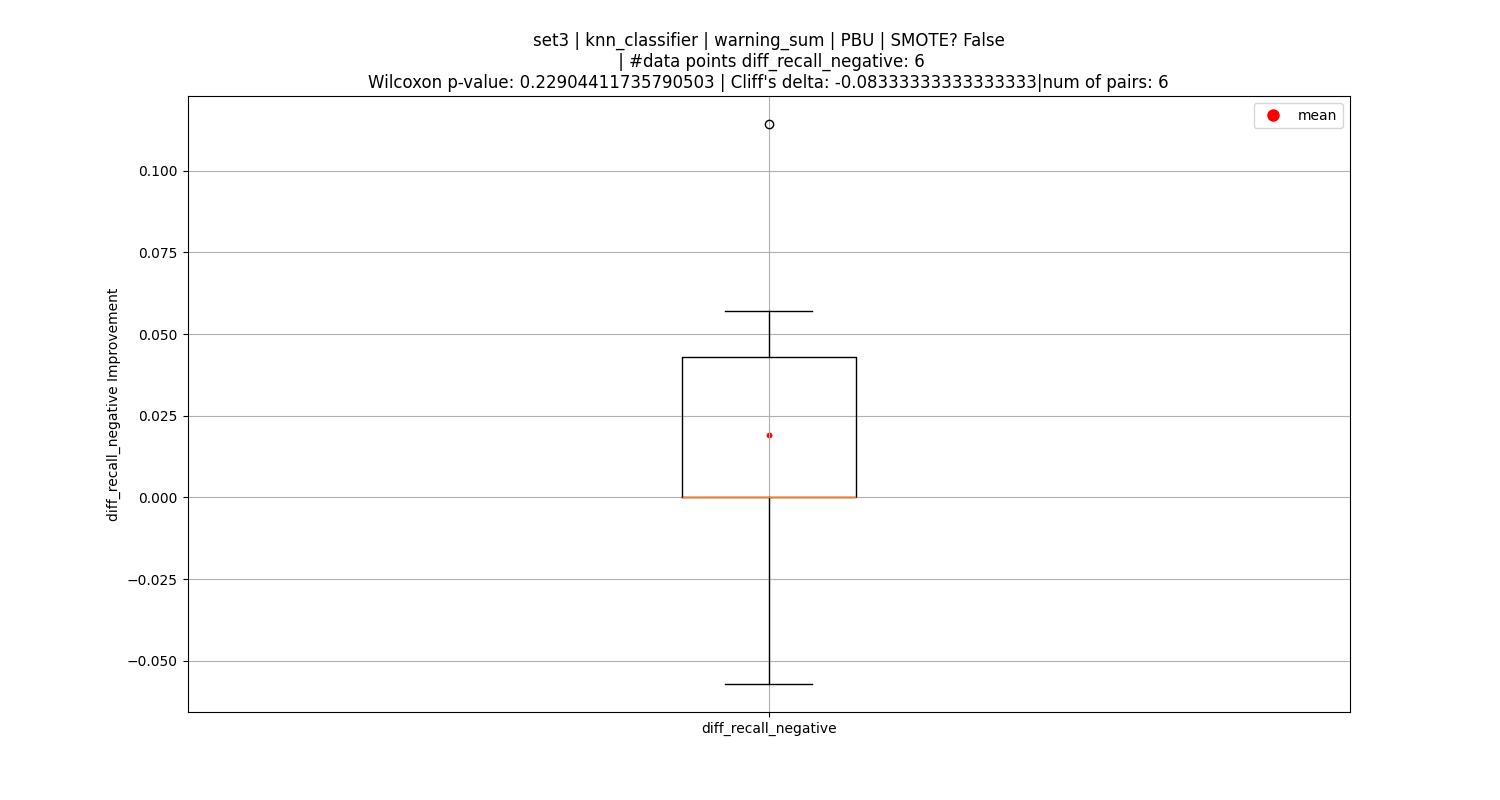 set3 | knn_classifier | warning_sum | PBU | SMOTE? False
| #data points diff_recall_negative: 6
Wilcoxon p-value: 0.22904411735790503 | Cliff's delta: -0.08333333333333333|num of pairs: 6
mean
0.100
0.075
0.050
0.025
0.000
−0.025
−0.050
diff_recall_negative Improvement
diff_recall_negative